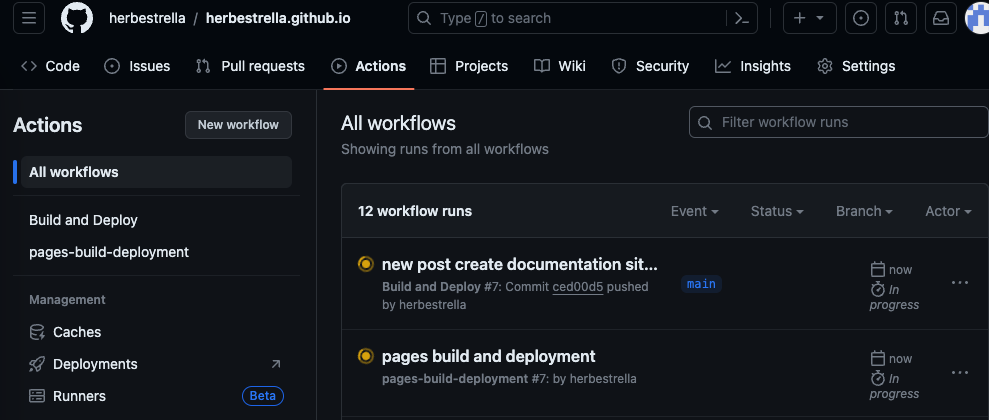 herbestrella / herbestrella.github.io
Type / to search
Code
Issues
Pull requests
Actions
Projects
Wiki
Security
Insights
Settings
Actions
New workflow
All workflows
Build and Deploy
pages-build-deployment
Management
Caches
Deployments
Runners
Beta
All workflows
Showing runs from all workflows
Filter workflow runs
12 workflow runs
Event
Status
Branch
Actor
new post create documentation sit...
Build and Deploy #7: Commit ced00d5 pushed
by herbestrella
main
now
In
progress
pages build and deployment
pages-build-deployment #7: by herbestrella
now
In
progress